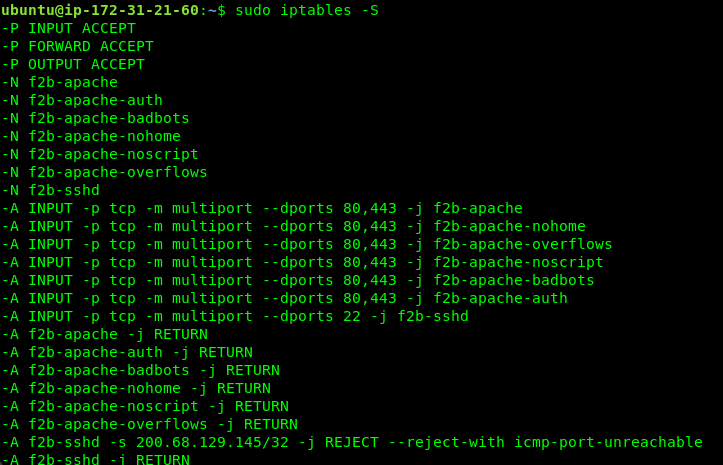 ubuntu@ip-172-31-21-60:~$ sudo iptables -S
-P INPUT ACCEPT
-P FORWARD ACCEPT
-P OUTPUT ACCEPT
-N f2b-apache
-N f2b-apache-auth
-N f2b-apache-badbots
-N f2b-apache-nohome
-N f2b-apache-noscript
-N f2b-apache-overflows
-N f2b-sshd
-A INPUT -p tcp -m multiport --dports 80,443 -j f2b-apache
-A INPUT -p tcp -m multiport --dports 80,443 -j f2b-apache-nohome
-A INPUT -p tcp -m multiport --dports 80,443 -j f2b-apache-overflows
-A INPUT -p tcp -m multiport --dports 80,443 -j f2b-apache-noscript
-A INPUT -p tcp -m multiport --dports 80,443 -j f2b-apache-badbots
-A INPUT -p tcp -m multiport --dports 80,443 -j f2b-apache-auth
-A INPUT -p tcp -m multiport --dports 22 -j f2b-sshd
-A f2b-apache -j RETURN
-A f2b-apache-auth -j RETURN
-A f2b-apache-badbots -j RETURN
-A f2b-apache-nohome -j RETURN
-A f2b-apache-noscript -j RETURN
-A f2b-apache-overflows -j RETURN
-A f2b-sshd -s 200.68.129.145/32 -j REJECT --reject-with icmp-port-unreachable
-A f2b-sshd -j RETURN